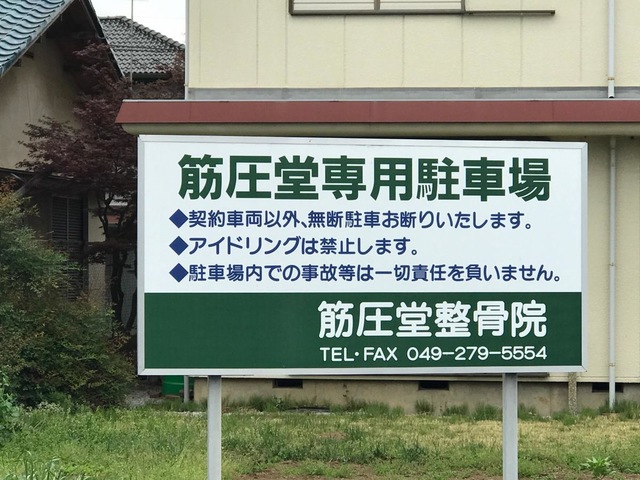 筋圧堂専用駐車場
◆契約車両以外、無断駐車お断りいたします。
◆アイドリングは禁止します。
◆駐車場内での事故等は一切責任を負いません。
筋圧堂整骨院
TEL・FAX 049-279-5554